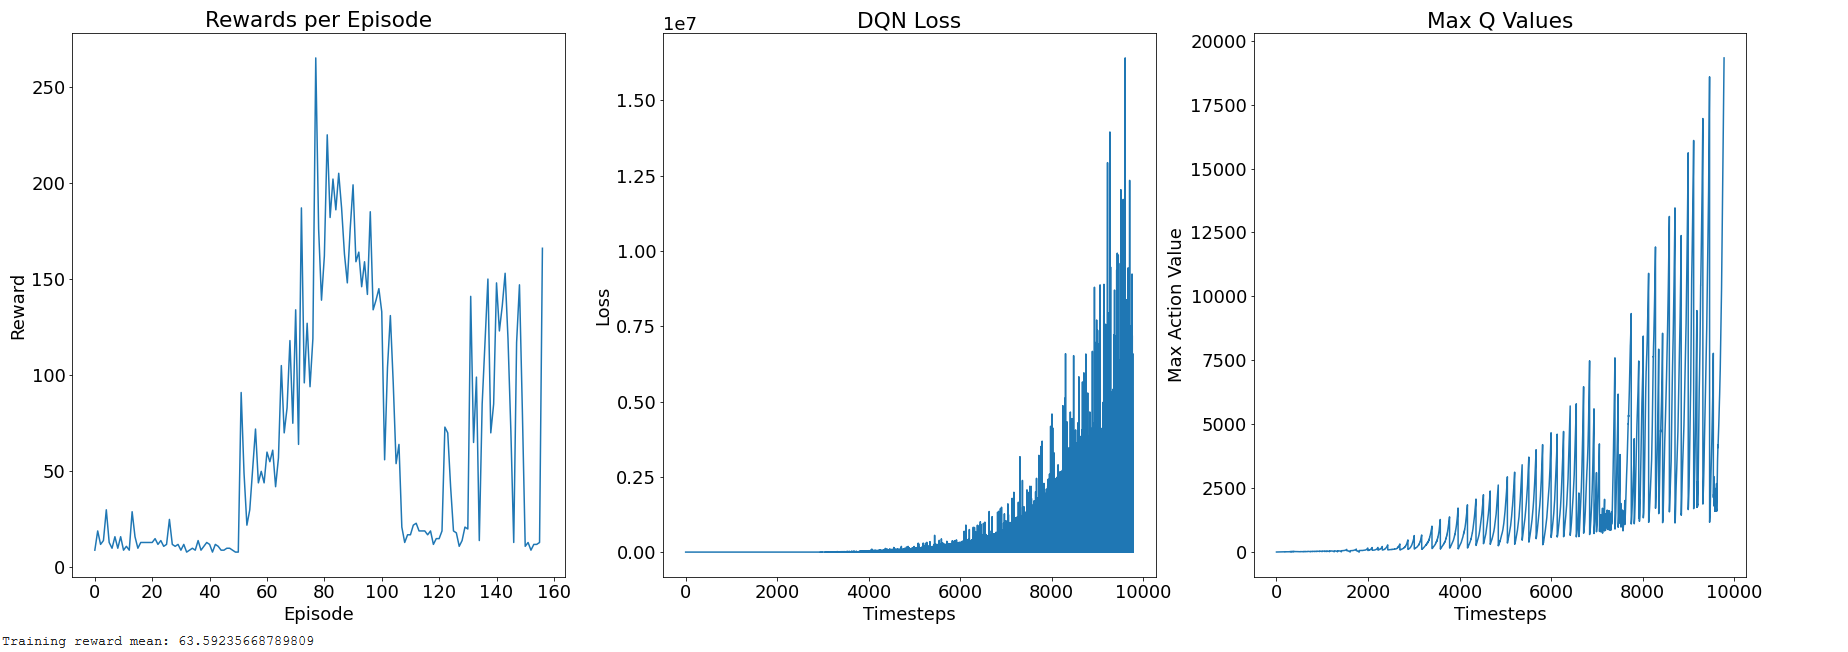 Rewards per Episode
250
200
150
100
50
0
Reward
0 20 40 60 80 100 120 140 160
Episode
DQN Loss
1e7
1.50
1.25
1.00
0.75
0.50
0.25
0.00
Loss
0 2000 4000 6000 8000 10000
Timesteps
Max Q Values
20000
17500
15000
12500
10000
7500
5000
2500
0
Max Action Value
0 2000 4000 6000 8000 10000
Timesteps
Training reward mean: 63.59235668789809